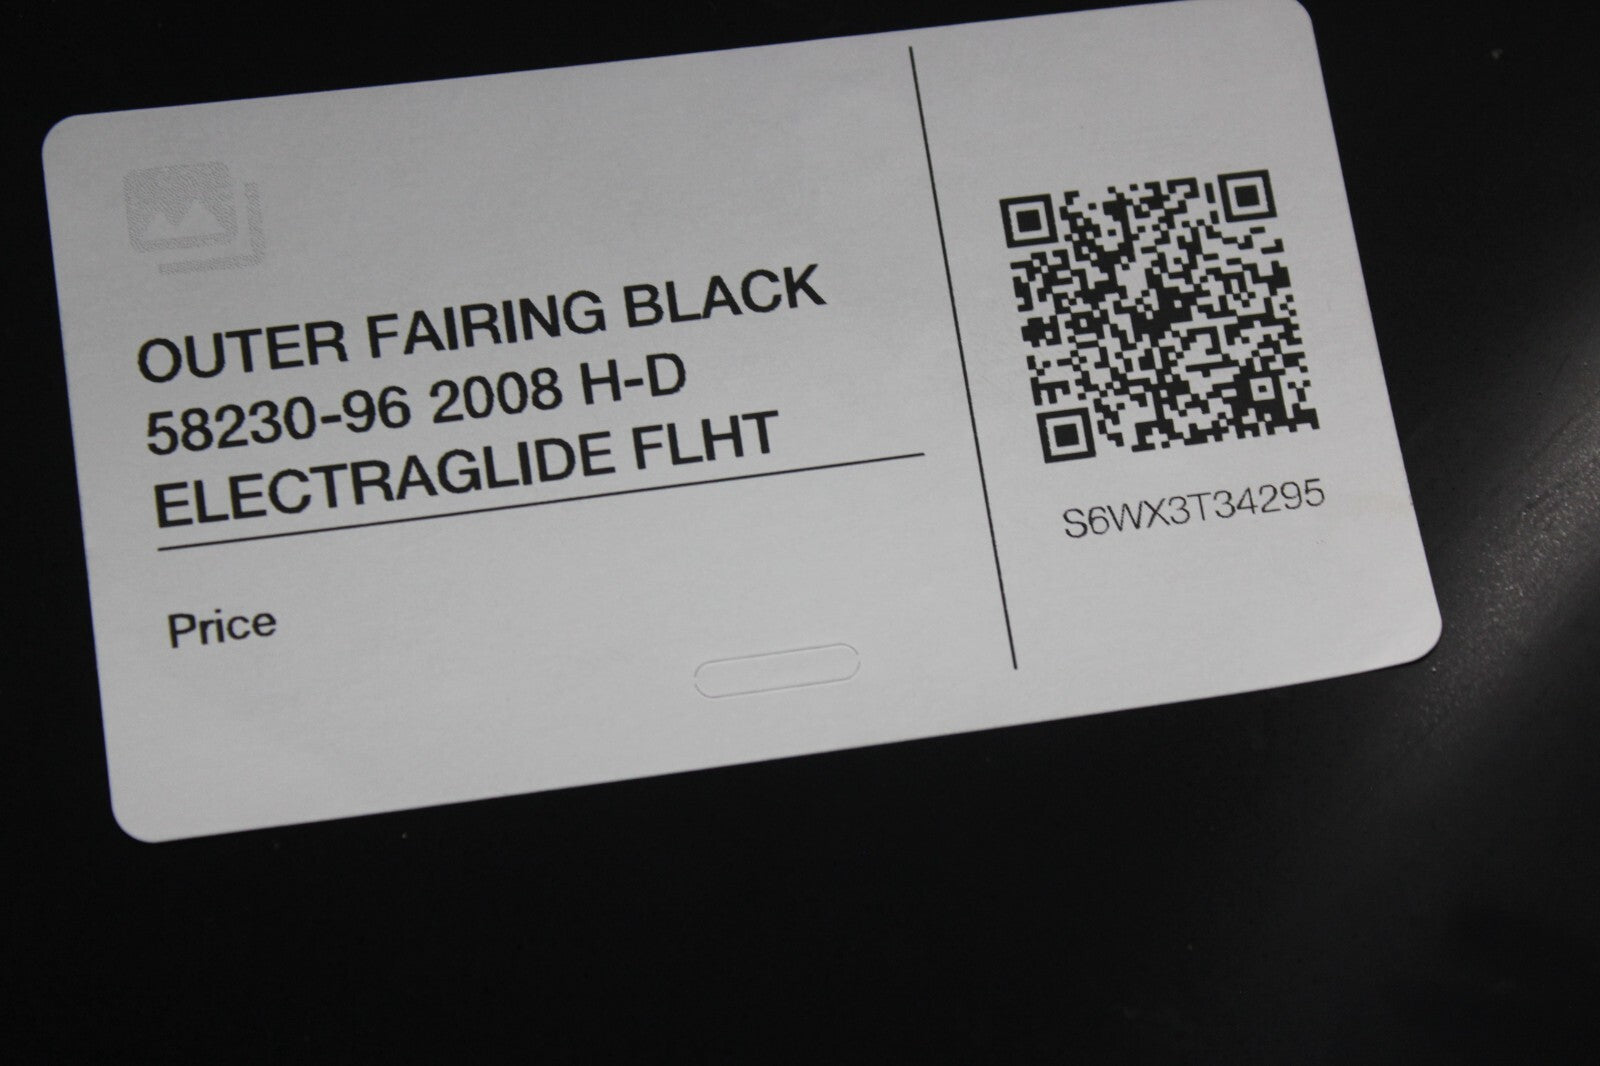 OUTER FAIRING BLACK
58230-96 2008 H-D
ELECTRAGLIDE FLHT
Price
S6WX3T34295